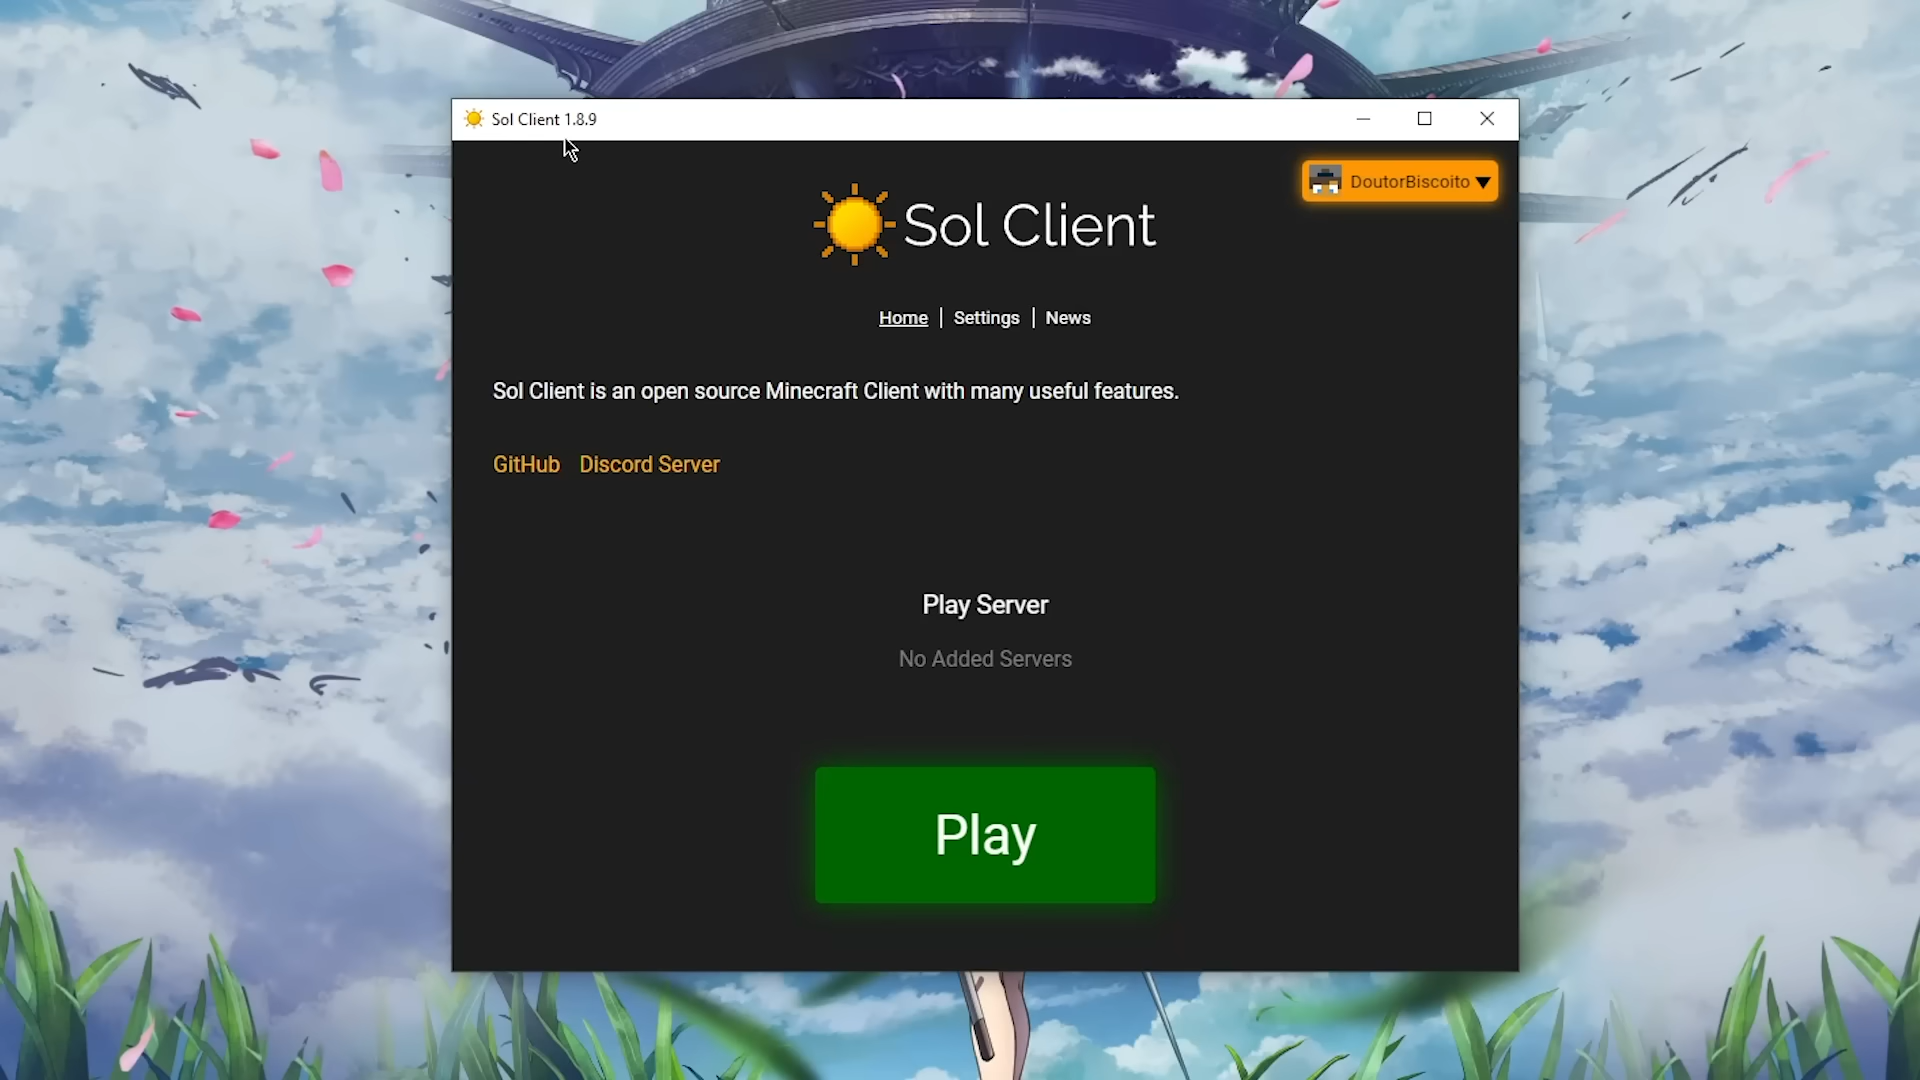 Sol Client 1.8.9
DoutorBiscoito
Sol Client
Home | Settings | News
Sol Client is an open source Minecraft Client with many useful features.
GitHub Discord Server
Play Server
No Added Servers
Play